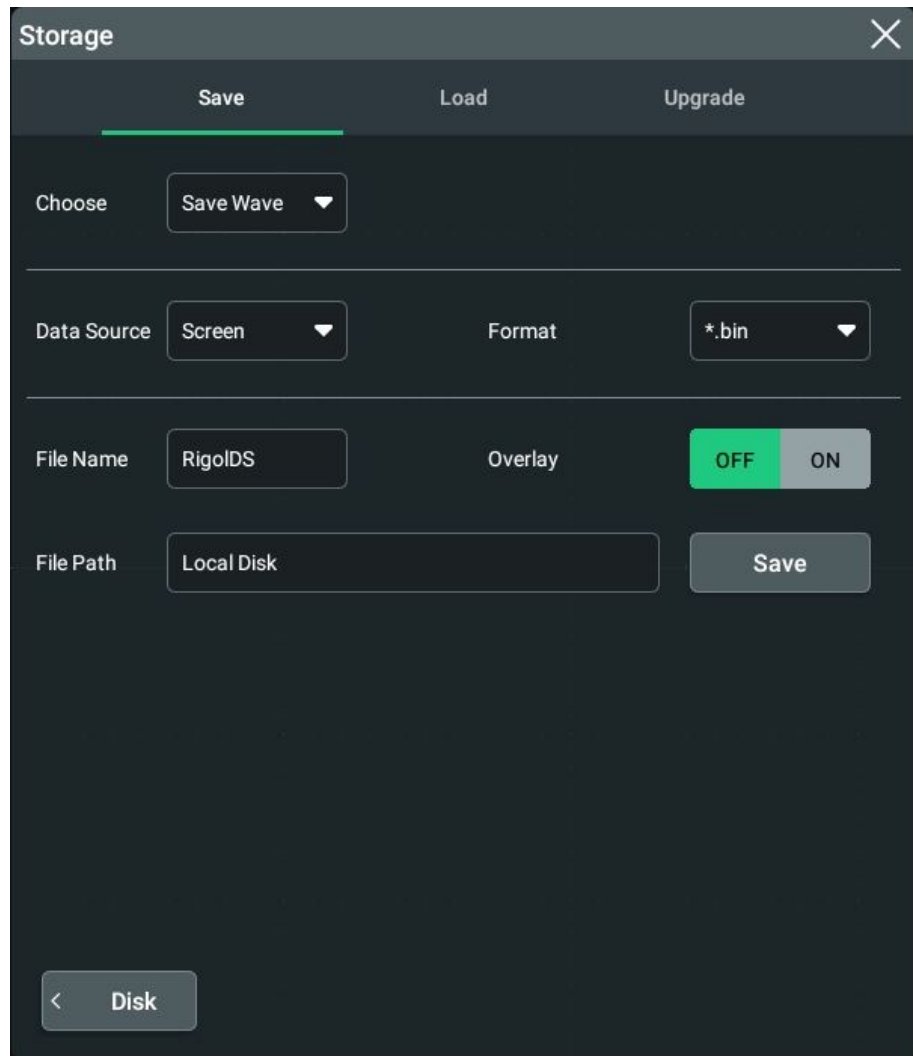 Storage
Save Load Upgrade
Choose Save Wave
Data Source Screen Format *.bin
File Name RigolDS Overlay OFF ON
File Path Local Disk Save
Disk